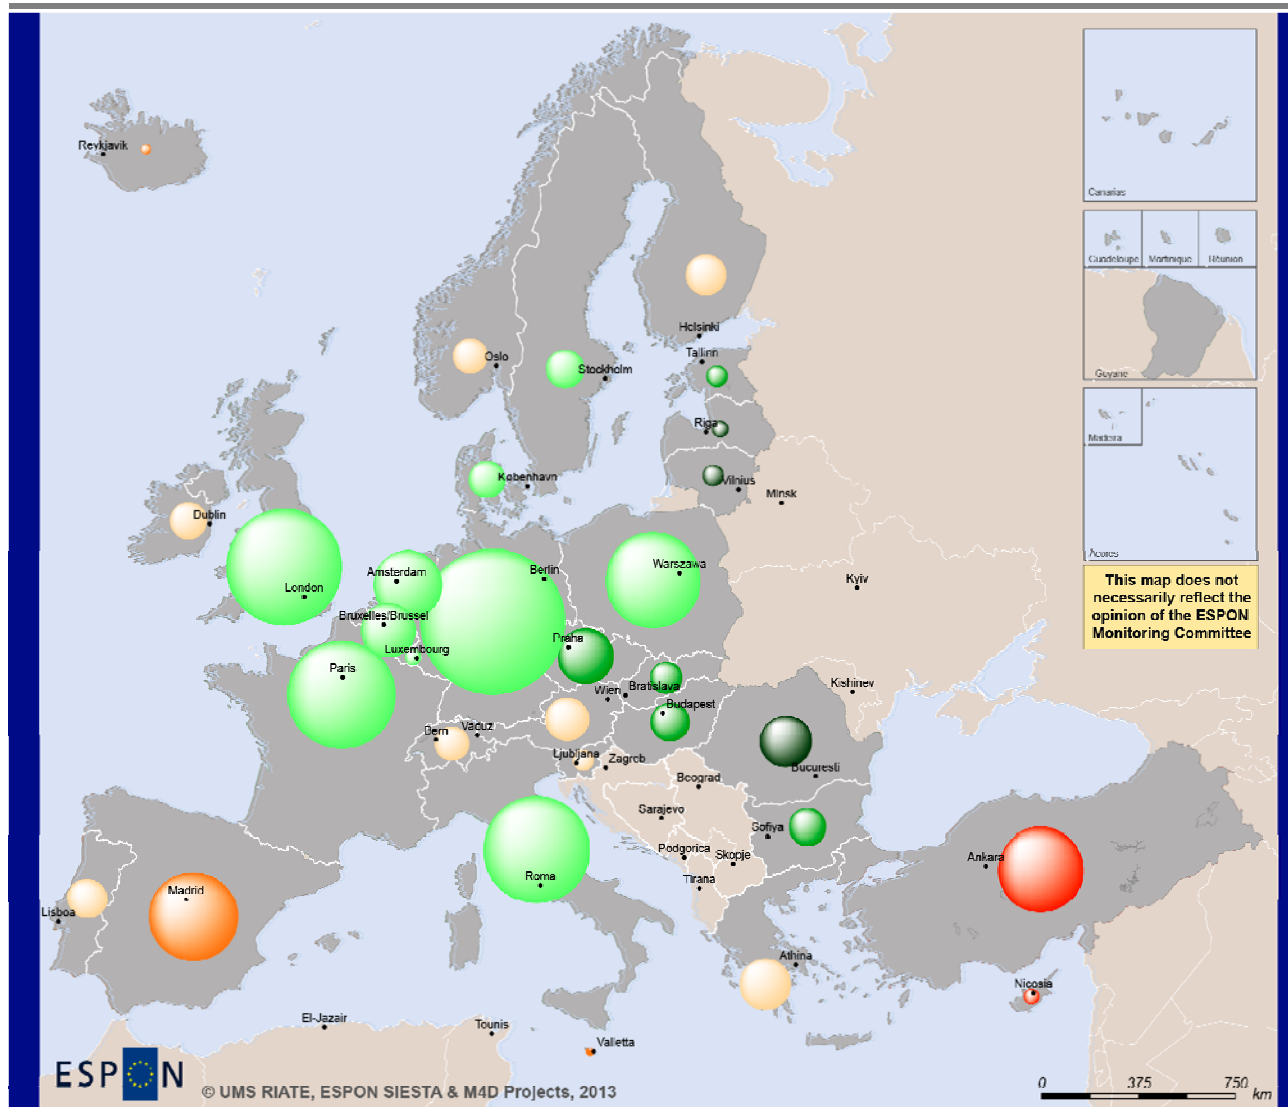 Reykjavik
Canarias
Guadeloupe
Martinique
Réunion
Helsinki
Tallinn
Oslo
Stockholm
Guyane
Riga
Madeira
København
Vilnius
Minsk
Dublin
Açores
Warszawa
Berlin
Amsterdam
Kyiv
London
This map does not
necessarily reflect the
opinion of the ESPON
Monitoring Committee
Bruxelles/Brussel
Praha
Luxembourg
Paris
Kishinev
Bratislava
Wien
Budapest
Vaduz
Bern
Ljubljana
Zagreb
Bucuresti
Beograd
Sarajevo
Sofiya
Podgorica
Skopje
Ankara
Roma
Tirana
Madrid
Lisboa
Athina
Nicosia
El-Jazair
Tounis
Valletta
ESPON
© UMS RIATE, ESPON SIESTA & M4D Projects, 2013
0 375 750
km